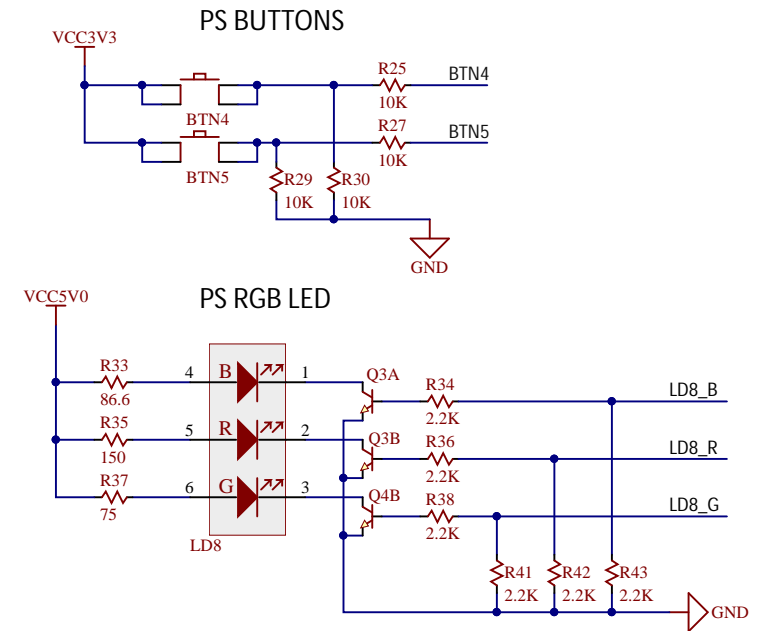 PS BUTTONS
VCC3V3
R25
BTN4
10K
BTN4
R27
BTN5
10K
BTN5
R29
R30
10K
10K
GND
VCC5V0
PS RGB LED
R33
4
B
1
Q3A
R34
LD8_B
86.6
2.2K
R35
5
R
2
Q3B
R36
LD8_R
150
2.2K
R37
6
G
3
Q4B
R38
LD8_G
75
2.2K
LD8
R41
R42
R43
2.2K
2.2K
2.2K
GND